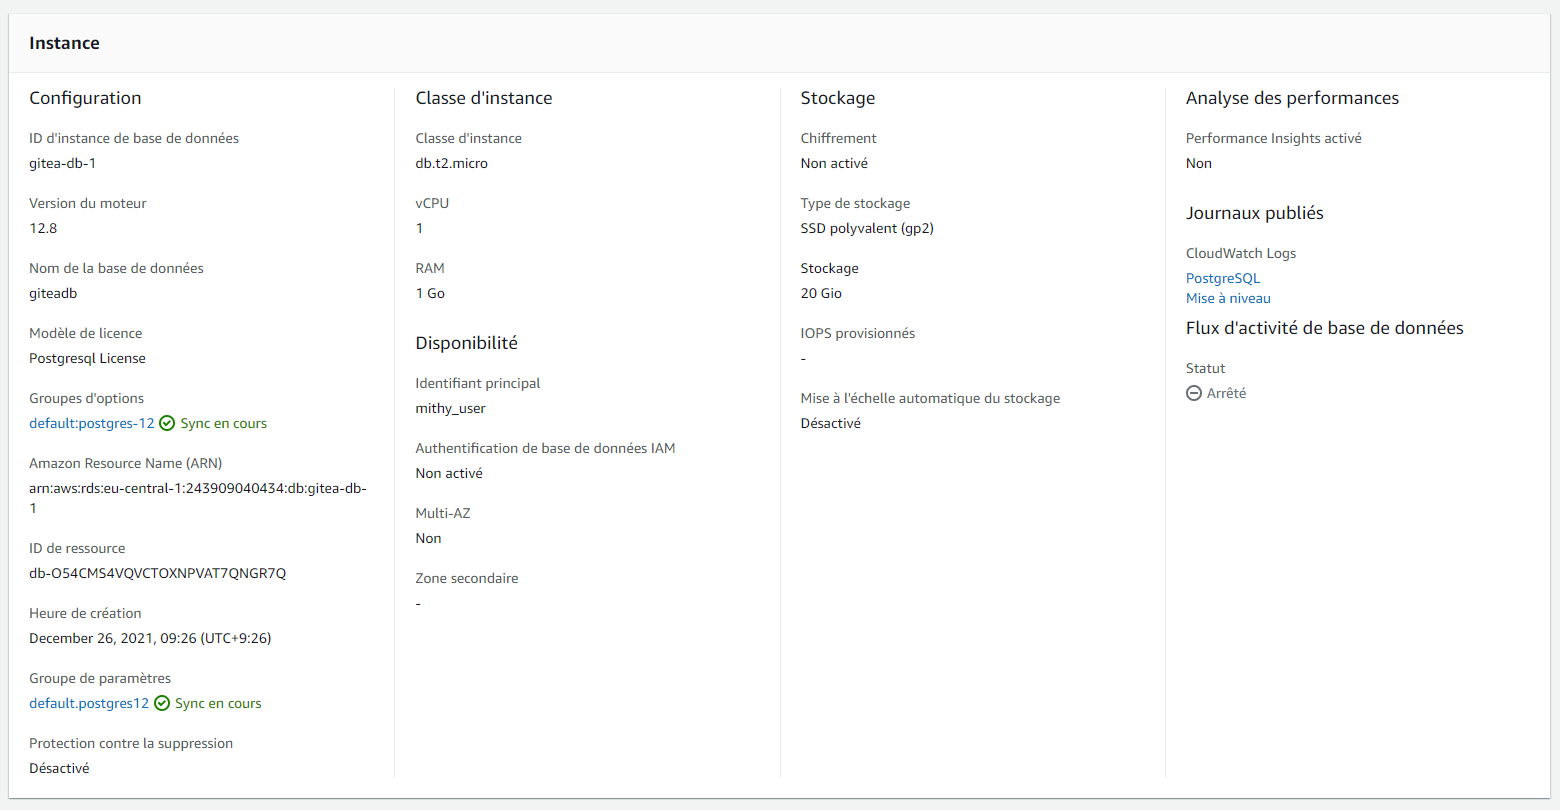 Instance
Configuration
ID d'instance de base de données
gitea-db-1
Version du moteur
12.8
Nom de la base de données
giteadb
Modèle de licence
Postgresql License
Groupes d'options
default:postgres-12 Sync en cours
Amazon Resource Name (ARN)
arn:aws:rds:eu-central-1:243909040434:db:gitea-db-
1
ID de ressource
db-O54CMS4VQVCTOXNPVAT7QNGR7Q
Heure de création
December 26, 2021, 09:26 (UTC+9:26)
Groupe de paramètres
default.postgres12 Sync en cours
Protection contre la suppression
Désactivé
Classe d'instance
Classe d'instance
db.t2.micro
vCPU
1
RAM
1 Go
Disponibilité
Identifiant principal
mithy_user
Authentification de base de données IAM
Non activé
Multi-AZ
Non
Zone secondaire
-
Stockage
Chiffrement
Non activé
Type de stockage
SSD polyvalent (gp2)
Stockage
20 Gio
IOPS provisionnés
-
Mise à l'échelle automatique du stockage
Désactivé
Analyse des performances
Performance Insights activé
Non
Journaux publiés
CloudWatch Logs
PostgreSQL
Mise à niveau
Flux d'activité de base de données
Statut
Arrêté